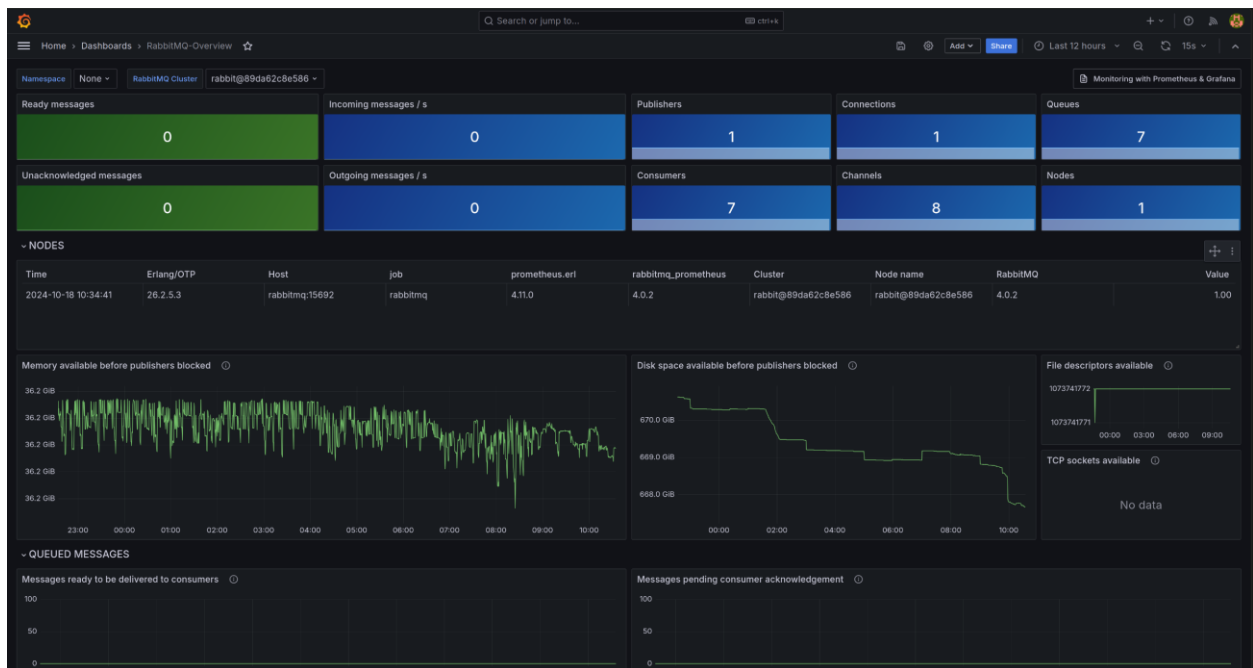 Search or jump to... ctrl+k
Home › Dashboards › RabbitMQ-Overview Add Share Last 12 hours 15s
Namespace None RabbitMQ Cluster rabbit@89da62c8e586 Monitoring with Prometheus & Grafana
Ready messages Incoming messages / s Publishers Connections Queues
0 0 1 1 7
Unacknowledged messages Outgoing messages / s Consumers Channels Nodes
0 0 7 8 1
NODES
Time Erlang/OTP Host job prometheus.erl rabbitmq_prometheus Cluster Node name RabbitMQ Value
2024-10-18 10:34:41 26.2.5.3 rabbitmq:15692 rabbitmq 4.11.0 4.0.2 rabbit@89da62c8e586 rabbit@89da62c8e586 4.0.2 1.00
Memory available before publishers blocked
36.2 GiB
36.2 GiB
36.2 GiB
36.2 GiB
36.2 GiB
23:00 00:00 01:00 02:00 03:00 04:00 05:00 06:00 07:00 08:00 09:00 10:00
Disk space available before publishers blocked
670.0 GiB
669.0 GiB
668.0 GiB
00:00 02:00 04:00 06:00 08:00 10:00
File descriptors available
1073741772
1073741771
00:00 03:00 06:00 09:00
TCP sockets available
No data
QUEUED MESSAGES
Messages ready to be delivered to consumers
100
50
0
Messages pending consumer acknowledgement
100
50
0